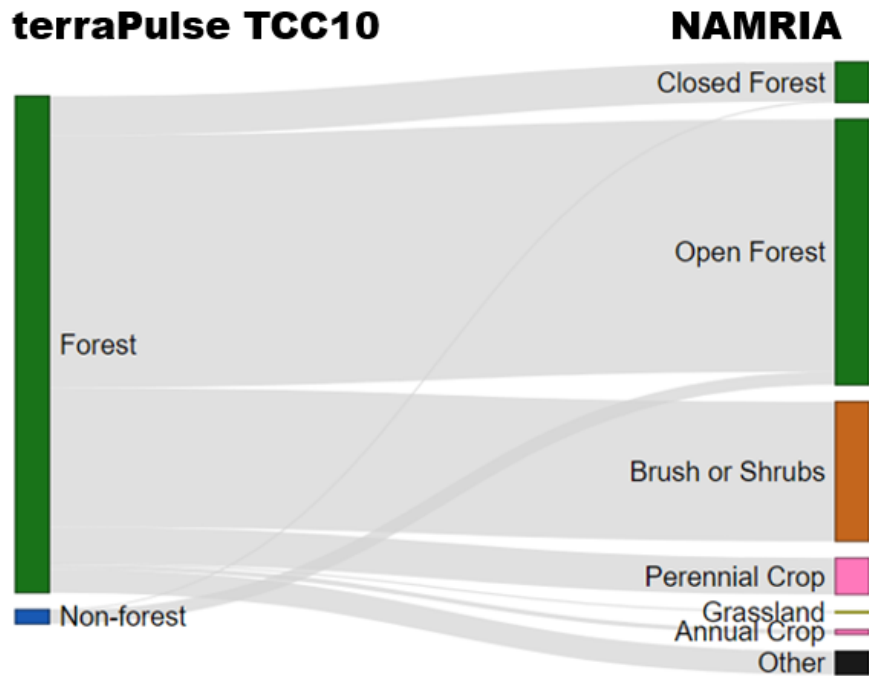 terraPulse TCC10
NAMRIA
Closed Forest
Open Forest
Forest
Brush or Shrubs
Perennial Crop
Grassland
Non-forest
Annual Crop
Other